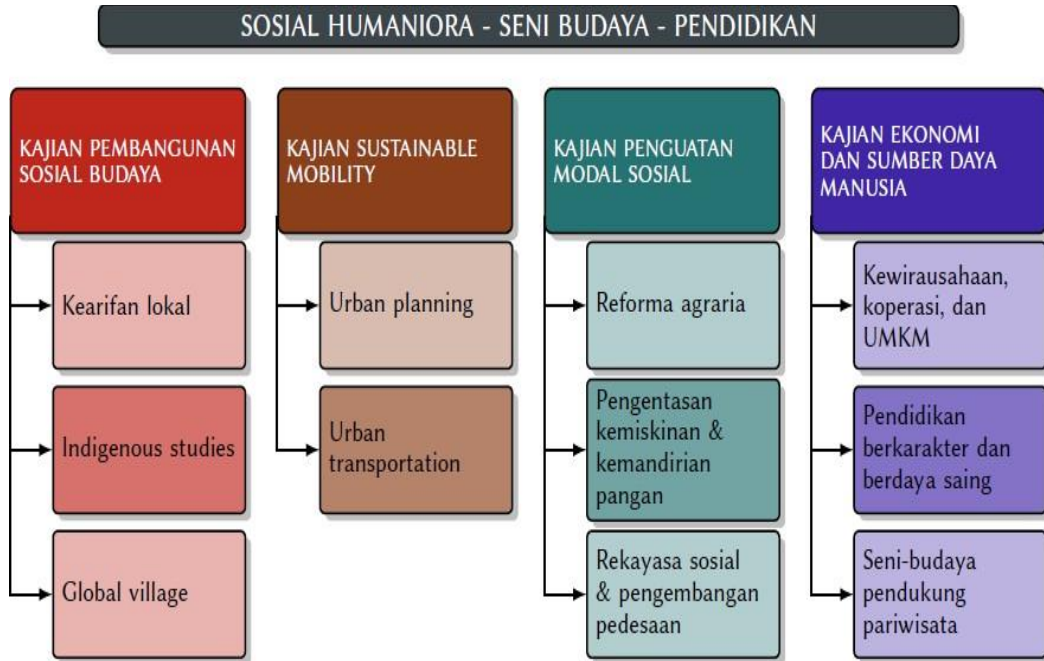 SOSIAL HUMANIORA - SENI BUDAYA - PENDIDIKAN
KAJIAN PEMBANGUNAN
SOSIAL BUDAYA
Kearifan lokal
Indigenous studies
Global village
KAJIAN SUSTAINABLE
MOBILITY
Urban planning
Urban
transportation
KAJIAN PENGUATAN
MODAL SOSIAL
Reforma agraria
Pengentasan
kemiskinan &
kemandirian
pangan
Rekayasa sosial
& pengembangan
pedesaan
KAJIAN EKONOMI
DAN SUMBER DAYA
MANUSIA
Kewirausahaan,
koperasi, dan
UMKM
Pendidikan
berkarakter dan
berdaya saing
Seni-budaya
pendukung
pariwisata